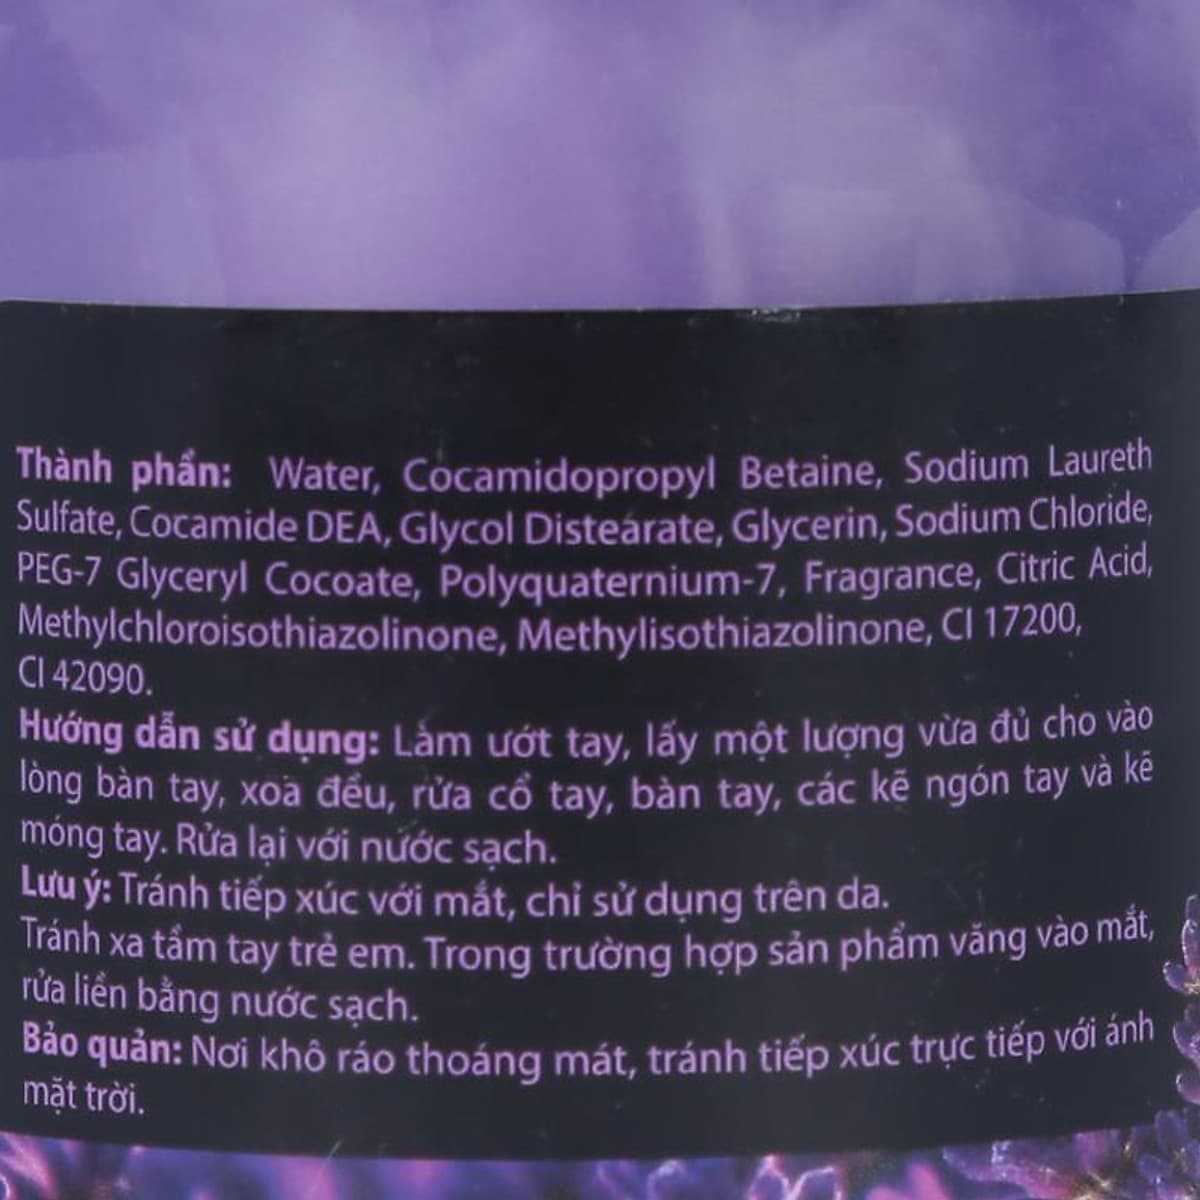 Thành phần: Water, Cocamidopropyl Betaine, Sodium Laureth
Sulfate, Cocamide DEA, Glycol Distearate, Glycerin, Sodium Chloride,
PEG-7 Glyceryl Cocoate, Polyquaternium-7, Fragrance, Citric Acid,
Methylchloroisothiazolinone, Methylisothiazolinone, CI 17200,
CI 42090.
Hướng dẫn sử dụng: Làm ướt tay, lấy một lượng vừa đủ cho vào
lòng bàn tay, xoa đều, rửa cổ tay, bàn tay, các kẽ ngón tay và kẽ
móng tay. Rửa lại với nước sạch.
Lưu ý: Tránh tiếp xúc với mắt, chỉ sử dụng trên da.
Tránh xa tầm tay trẻ em. Trong trường hợp sản phẩm văng vào mắt,
rửa liền bằng nước sạch.
Bảo quản: Nơi khô ráo thoáng mát, tránh tiếp xúc trực tiếp với ánh
mặt trời.